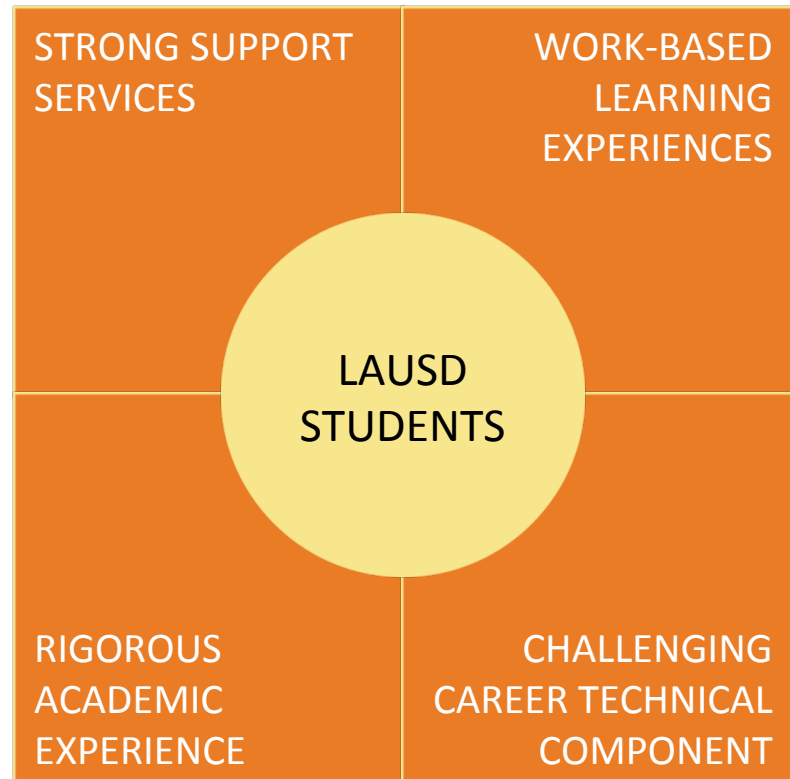 STRONG SUPPORT
SERVICES
WORK-BASED
LEARNING
EXPERIENCES
LAUSD
STUDENTS
RIGOROUS
ACADEMIC
EXPERIENCE
CHALLENGING
CAREER TECHNICAL
COMPONENT